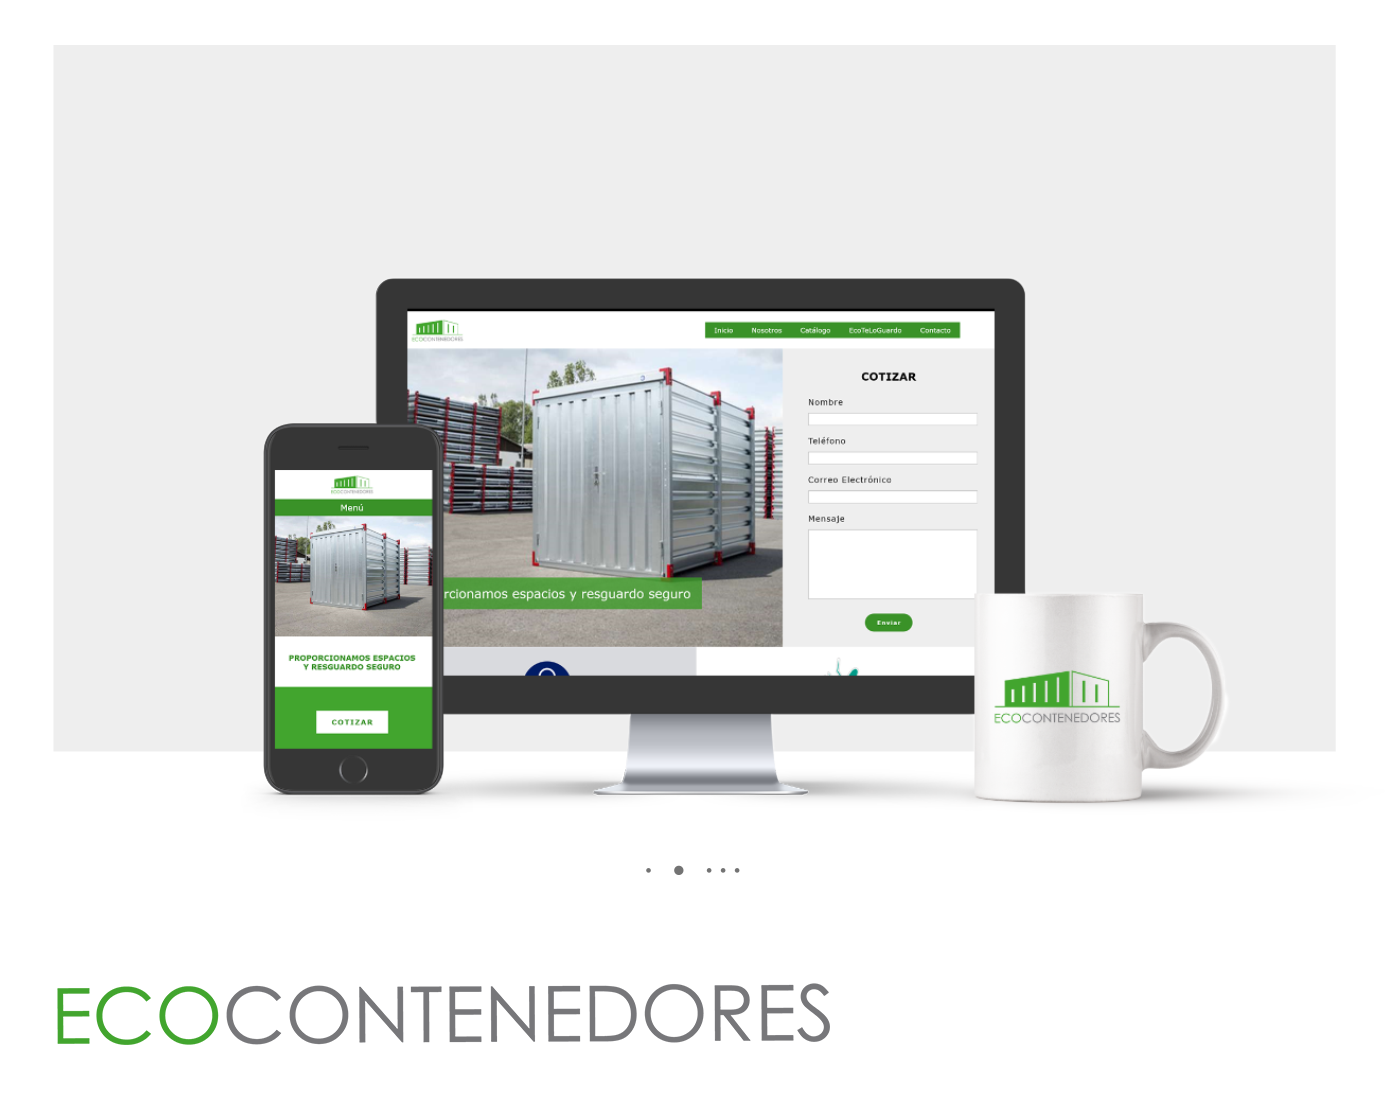 ECOCONTENEDORES
Inicio Nosotros Catálogo EcoTeLoGuardo Contacto
COTIZAR
Nombre
Teléfono
Correo Electrónico
Mensaje
Enviar
rcionamos espacios y resguardo seguro
ECOCONTENEDORES
Menú
PROPORCIONAMOS ESPACIOS
Y RESGUARDO SEGURO
COTIZAR
ECOCONTENEDORES
ECOCONTENEDORES